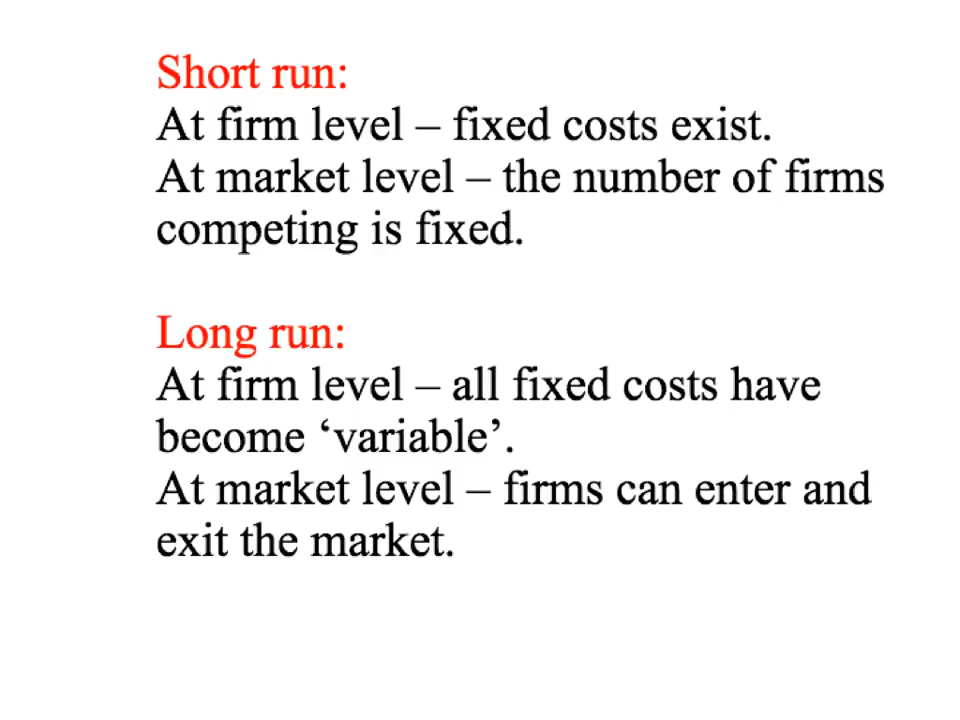 Short run:
At firm level – fixed costs exist.
At market level – the number of firms
competing is fixed.
Long run:
At firm level – all fixed costs have
become ‘variable’.
At market level – firms can enter and
exit the market.